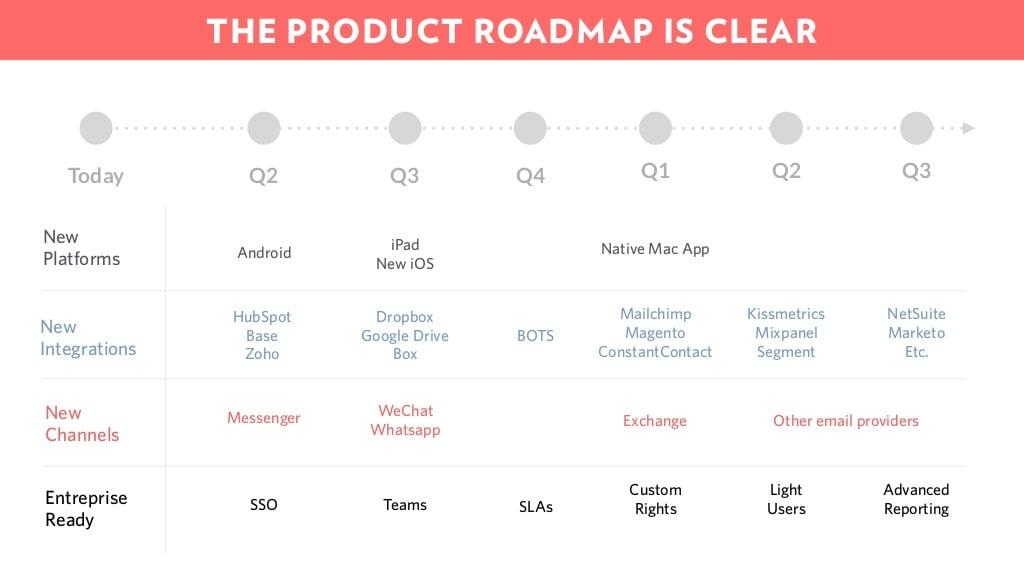 THE PRODUCT ROADMAP IS CLEAR
Today Q2 Q3 Q4 Q1 Q2 Q3
New
Platforms
Android
iPad
New iOS
Native Mac App
New
Integrations
HubSpot
Base
Zoho
Dropbox
Google Drive
Box
BOTS
Mailchimp
Magento
ConstantContact
Kissmetrics
Mixpanel
Segment
NetSuite
Marketo
Etc.
New
Channels
Messenger
WeChat
Whatsapp
Exchange
Other email providers
Entreprise
Ready
SSO
Teams
SLAs
Custom
Rights
Light
Users
Advanced
Reporting